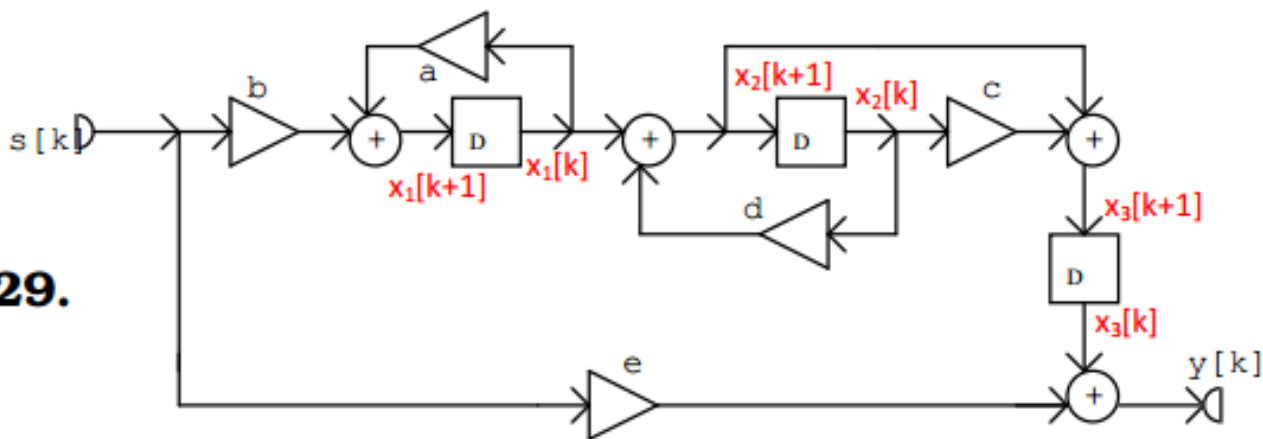 a
b
x₂[k+1]
x₂[k]
c
s[k]
+
D
+
D
+
x₁[k+1]
x₁[k]
d
x₃[k+1]
29.
D
x₃[k]
e
y[k]
+